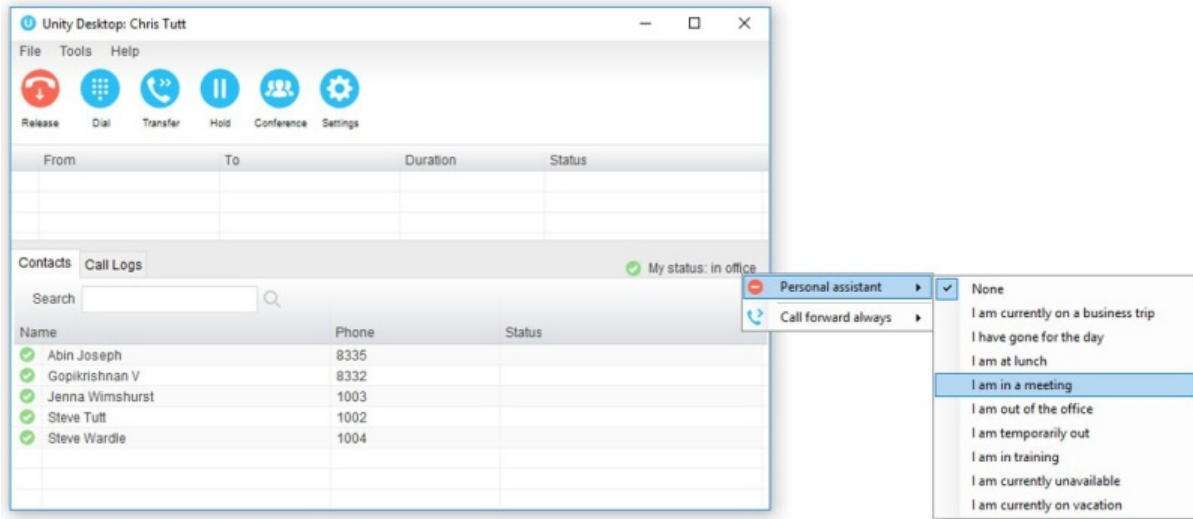 Unity Desktop: Chris Tutt
File Tools Help
Release Dial Transfer Hold Conference Settings
From To Duration Status
Contacts Call Logs
My status: in office
Search
Name Phone Status
Abin Joseph 8335
Gopikrishnan V 8332
Jenna Wimshurst 1003
Steve Tutt 1002
Steve Wardle 1004
Personal assistant
Call forward always
None
I am currently on a business trip
I have gone for the day
I am at lunch
I am in a meeting
I am out of the office
I am temporarily out
I am in training
I am currently unavailable
I am currently on vacation